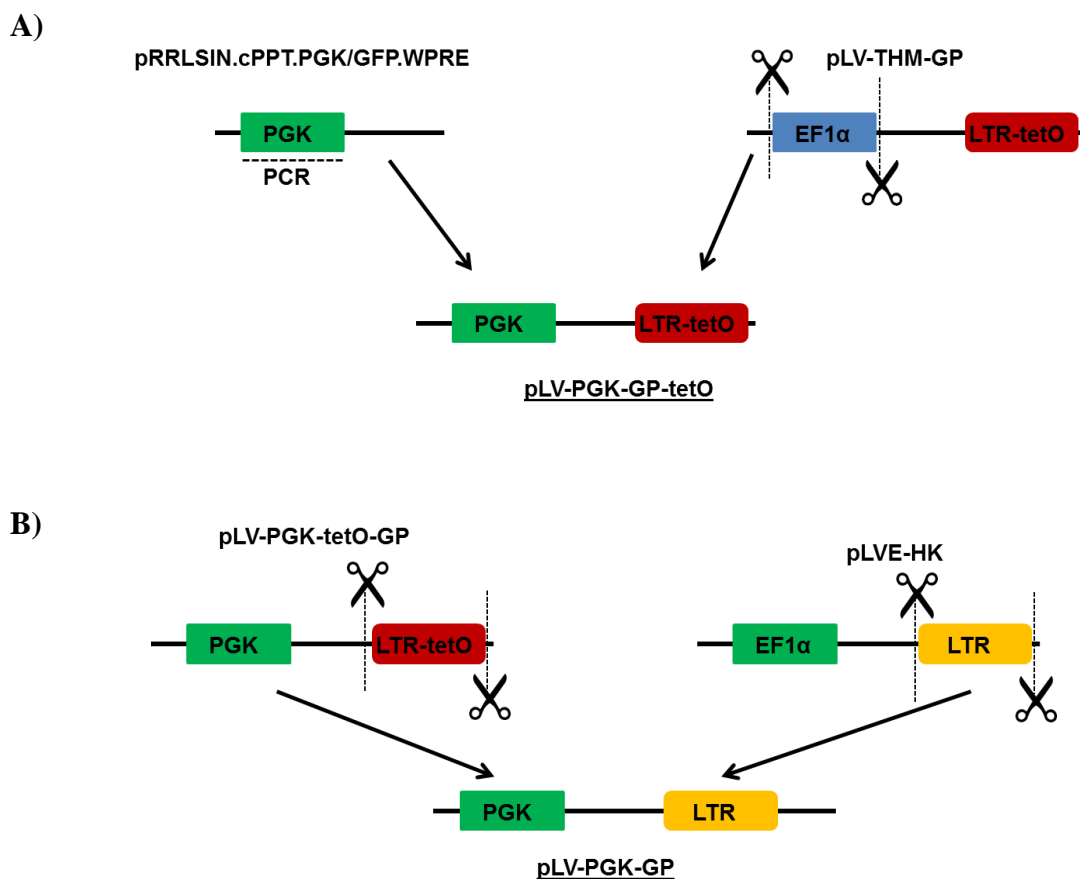 A)
pRRLSIN.cPPT.PGK/GFP.WPRE
pLV-THM-GP
PGK
EF1α
LTR-tetO
PCR
PGK
LTR-tetO
pLV-PGK-GP-tetO
B)
pLV-PGK-tetO-GP
pLVE-HK
PGK
LTR-tetO
EF1α
LTR
PGK
LTR
pLV-PGK-GP